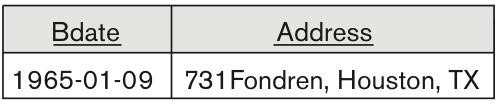 Bdate Address
1965-01-09 731Fondren, Houston, TX